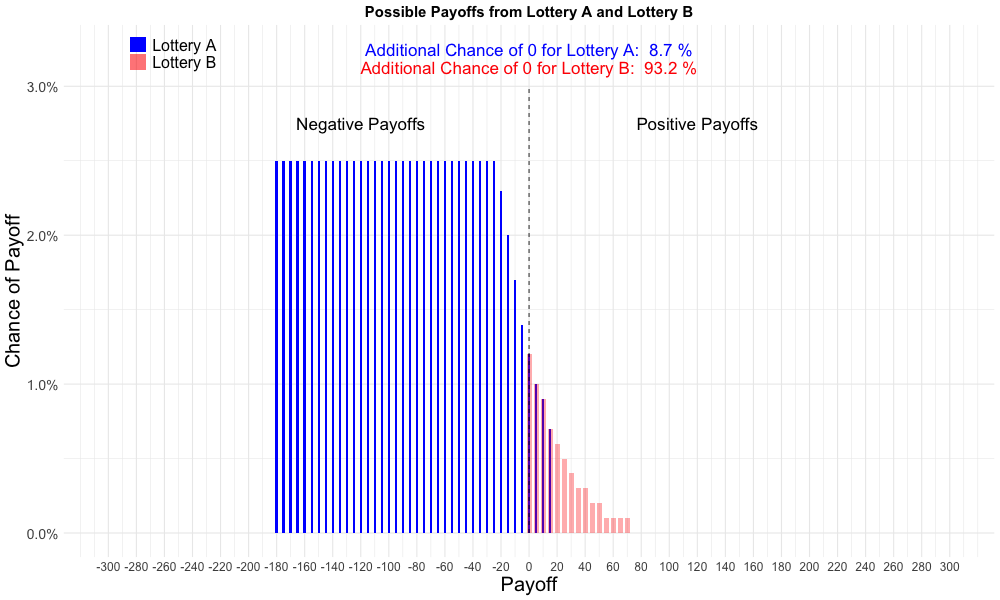 Possible Payoffs from Lottery A and Lottery B
Lottery A
Lottery B
Additional Chance of 0 for Lottery A:  8.7 %
Additional Chance of 0 for Lottery B:  93.2 %
Negative Payoffs
Positive Payoffs
Chance of Payoff
3.0%
2.0%
1.0%
0.0%
-300 -280 -260 -240 -220 -200 -180 -160 -140 -120 -100 -80 -60 -40 -20 0 20 40 60 80 100 120 140 160 180 200 220 240 260 280 300
Payoff